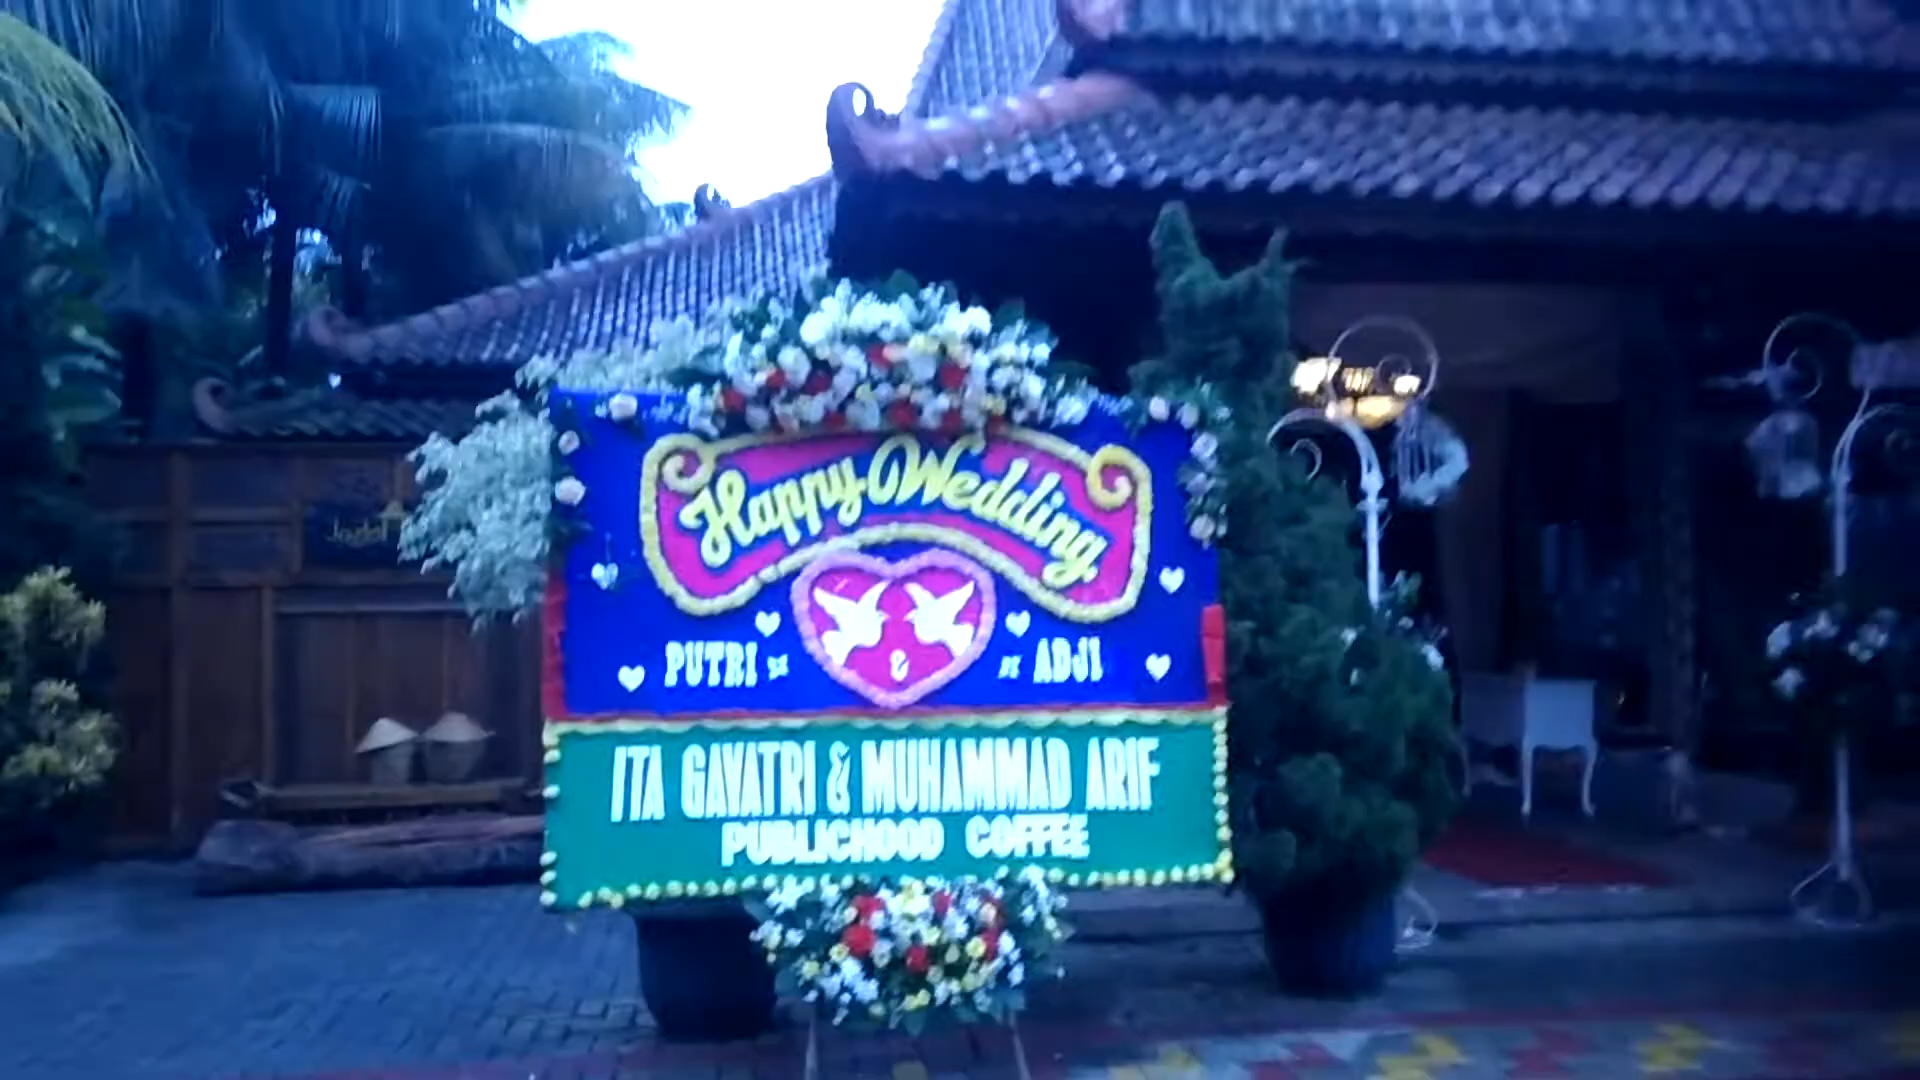 Happy Wedding
PUTRI & ADJI
ITA GAYATRI & MUHAMMAD ARIF
PUBLICHOOD COFFEE